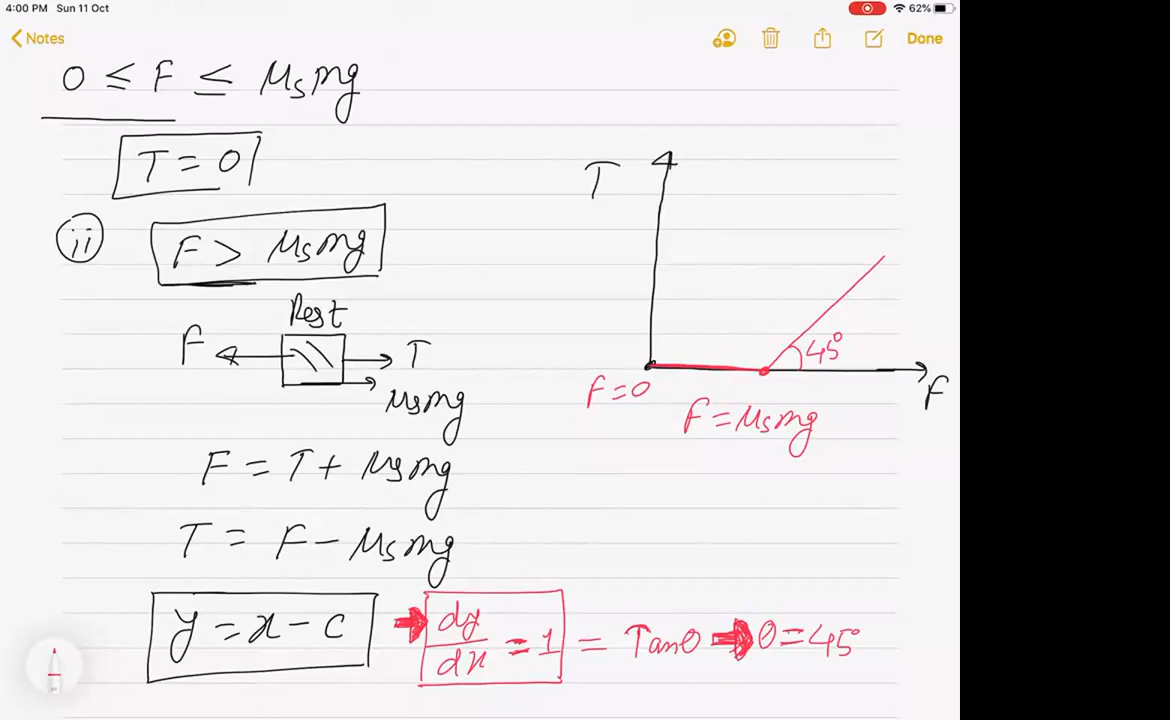 4:00 PM Sun 11 Oct
62%
Notes
Done
0 ≤ F ≤ μsmg
T = 0
ii
F > μsmg
Rest
F
T
μsmg
F = T + μsmg
T = F - μsmg
y = x - c
dy/dx = 1 = Tanθ ➡ θ = 45°
T
45°
F=0
F = μsmg
F